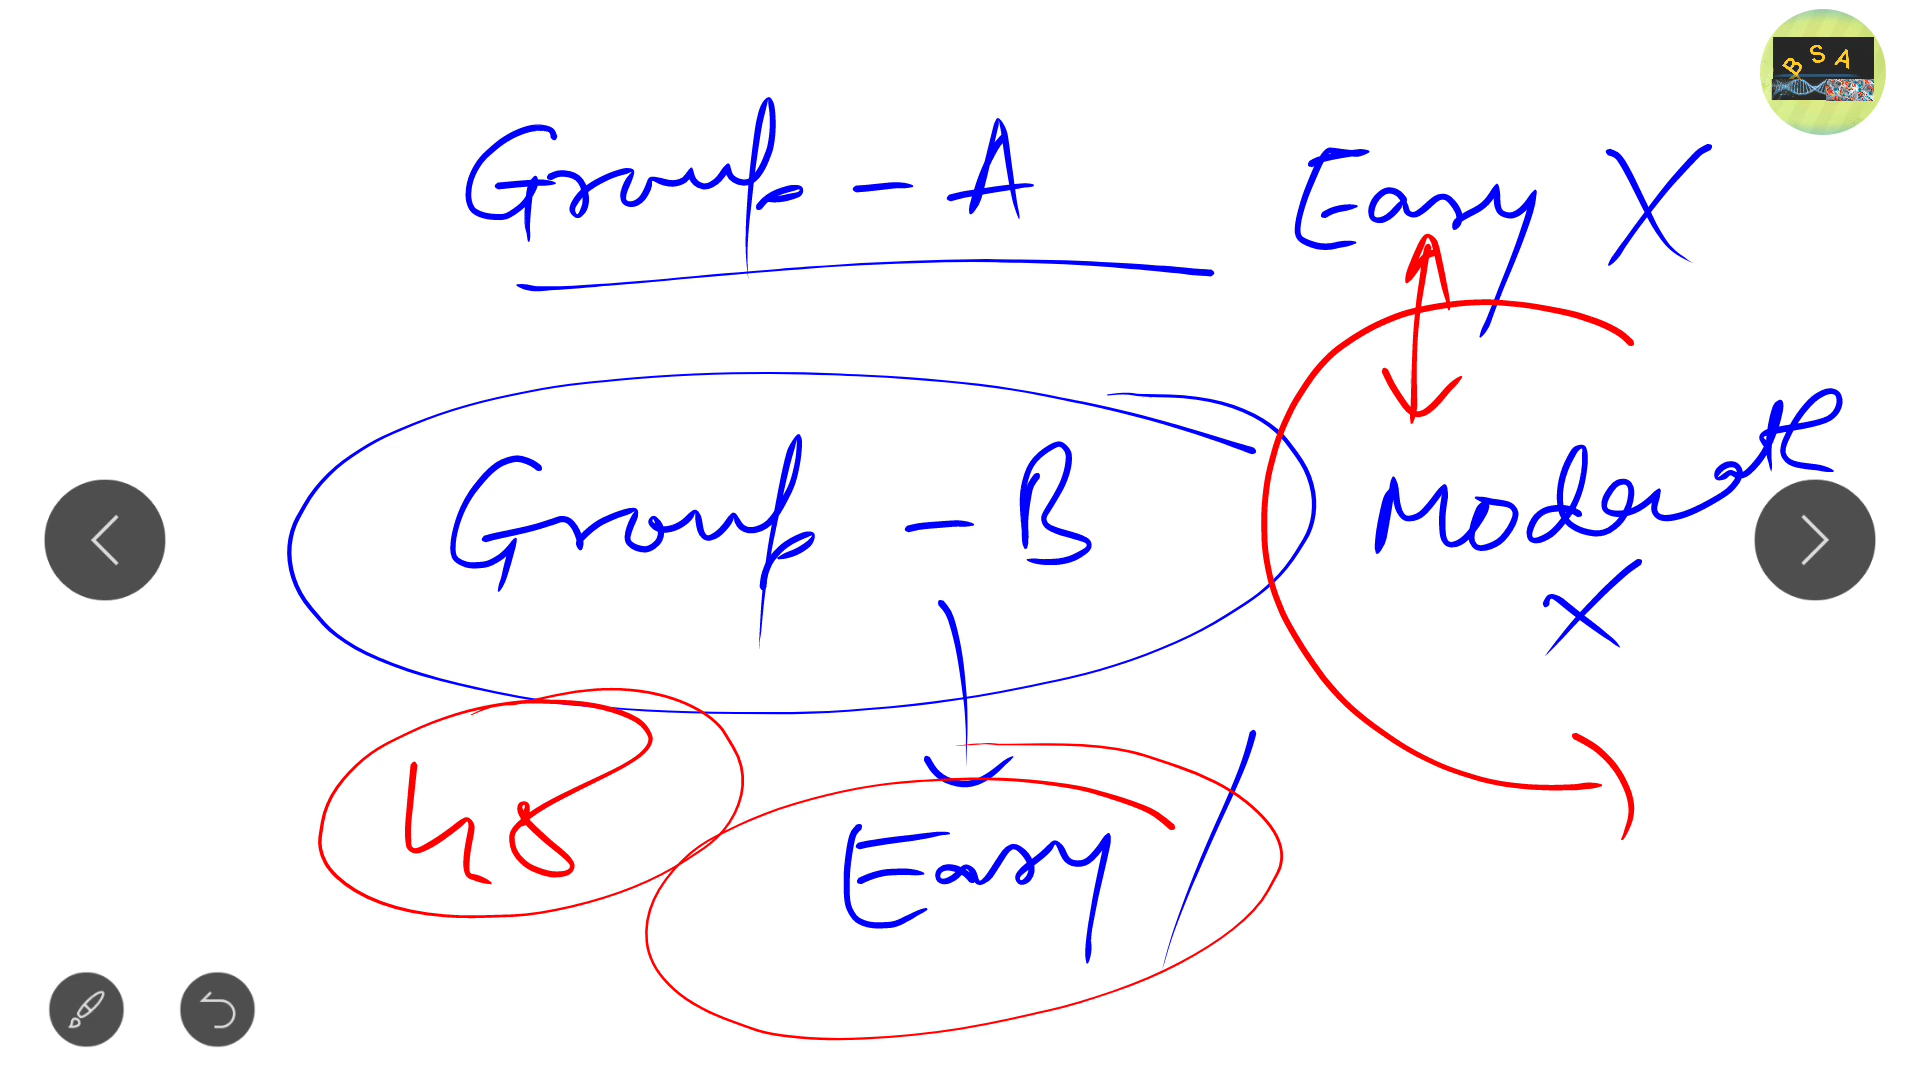 BSA
Group - A Easy X
Group - B Moderate
X
48
Easy /